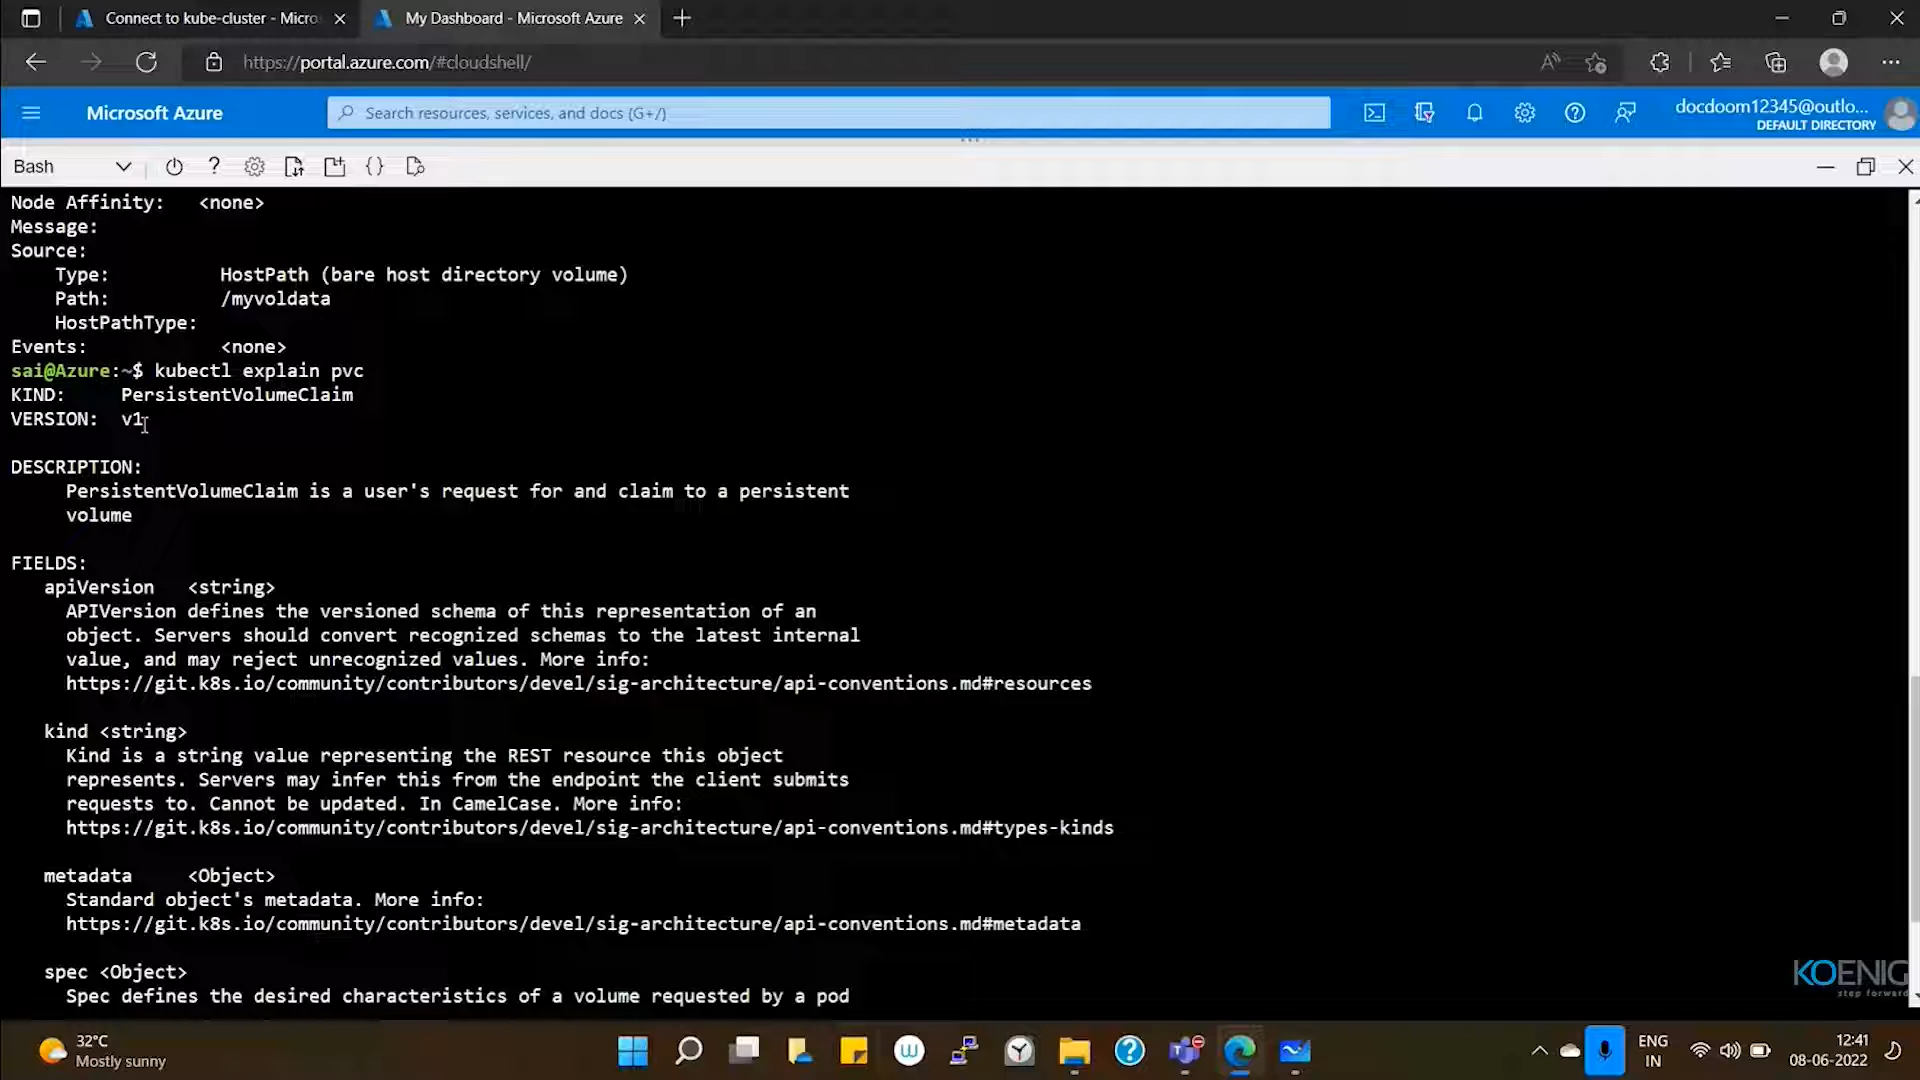 Connect to kube-cluster - Micro
My Dashboard - Microsoft Azure
https://portal.azure.com/#cloudshell/
Microsoft Azure
Search resources, services, and docs (G+/)
docdoom12345@outlo...
DEFAULT DIRECTORY
Bash
Node Affinity: <none>
Message:
Source:
Type: HostPath (bare host directory volume)
Path: /myvoldata
HostPathType:
Events: <none>
sai@Azure:~$ kubectl explain pvc
KIND: PersistentVolumeClaim
VERSION: v1
DESCRIPTION:
PersistentVolumeClaim is a user's request for and claim to a persistent
volume
FIELDS:
apiVersion <string>
APIVersion defines the versioned schema of this representation of an
object. Servers should convert recognized schemas to the latest internal
value, and may reject unrecognized values. More info:
https://git.k8s.io/community/contributors/devel/sig-architecture/api-conventions.md#resources
kind <string>
Kind is a string value representing the REST resource this object
represents. Servers may infer this from the endpoint the client submits
requests to. Cannot be updated. In CamelCase. More info:
https://git.k8s.io/community/contributors/devel/sig-architecture/api-conventions.md#types-kinds
metadata <Object>
Standard object's metadata. More info:
https://git.k8s.io/community/contributors/devel/sig-architecture/api-conventions.md#metadata
spec <Object>
Spec defines the desired characteristics of a volume requested by a pod
KOENIG
step forward
32°C
Mostly sunny
ENG
IN
12:41
08-06-2022